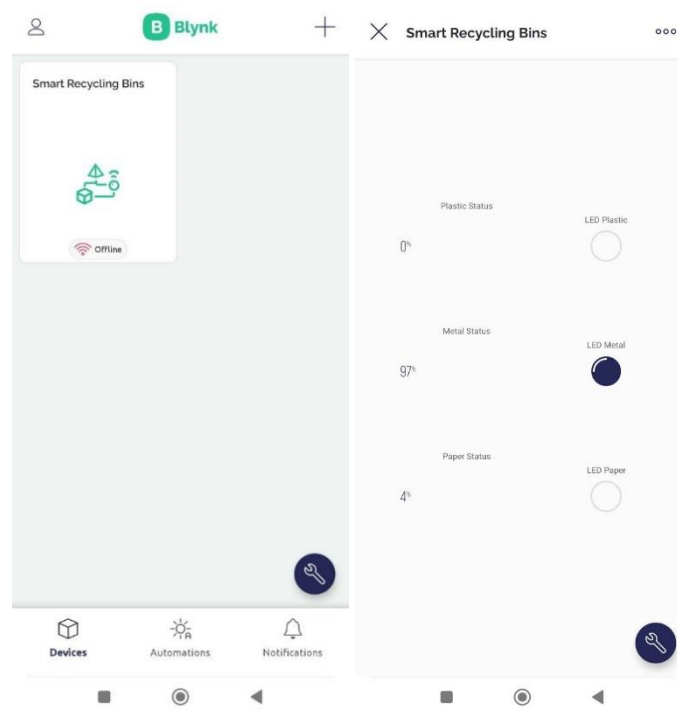 B Blynk
Smart Recycling Bins
Offline
Devices
Automations
Notifications
Smart Recycling Bins
Plastic Status
LED Plastic
0%
Metal Status
LED Metal
97%
Paper Status
LED Paper
4%